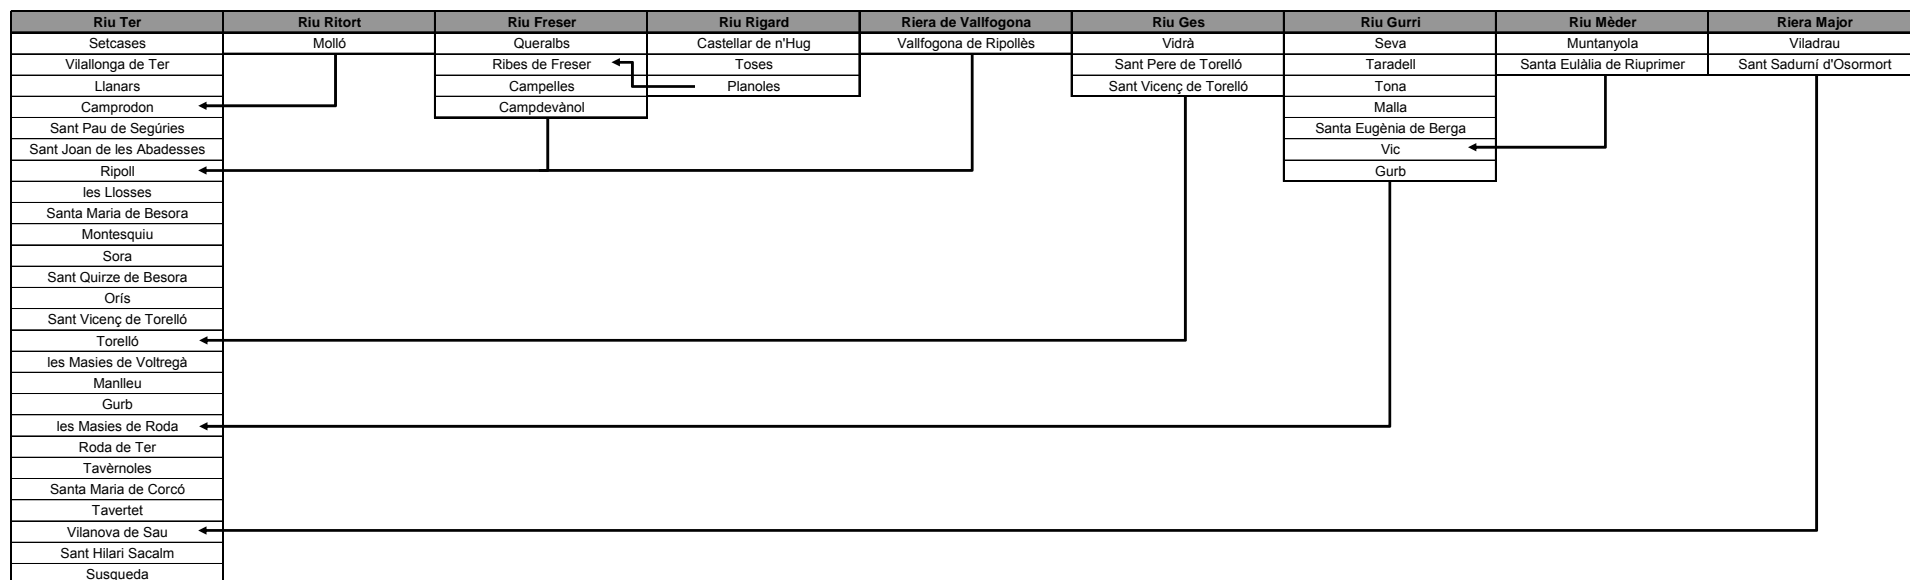 Riu Ter Riu Ritort Riu Freser Riu Rigard Riera de Vallfogona Riu Ges Riu Gurri Riu Mèder Riera Major
Setcases Molló Queralbs Castellar de n'Hug Vallfogona de Ripollès Vidrà Seva Muntanyola Viladrau
Vilallonga de Ter Ribes de Freser Toses Sant Pere de Torelló Taradell Santa Eulàlia de Riuprimer Sant Sadurní d'Osormort
Llanars Campelles Planoles Sant Vicenç de Torelló Tona
Camprodon Campdevànol Malla
Sant Pau de Segúries Santa Eugènia de Berga
Sant Joan de les Abadesses Vic
Ripoll Gurb
les Llosses
Santa Maria de Besora
Montesquiu
Sora
Sant Quirze de Besora
Orís
Sant Vicenç de Torelló
Torelló
les Masies de Voltregà
Manlleu
Gurb
les Masies de Roda
Roda de Ter
Tavèrnoles
Santa Maria de Corcó
Tavertet
Vilanova de Sau
Sant Hilari Sacalm
Susqueda